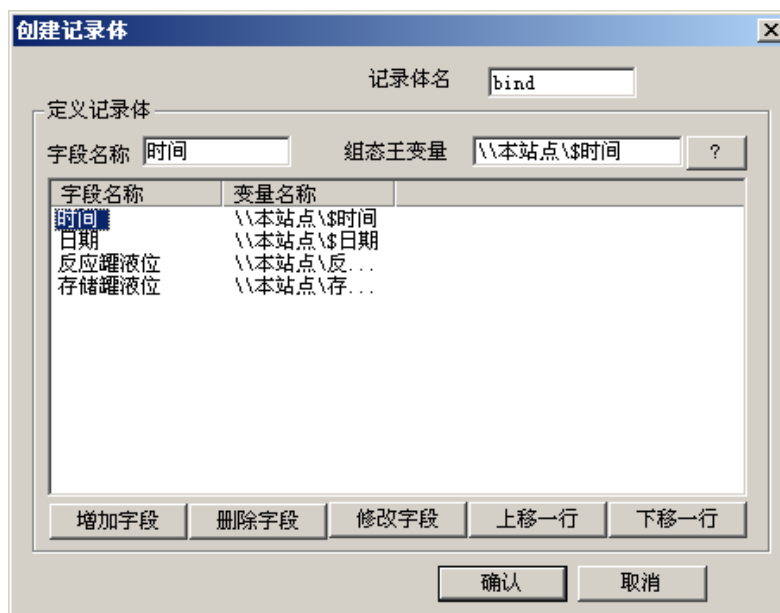 创建记录体
记录体名 bind
定义记录体
字段名称 时间 组态王变量 \\本站点\$时间 ?
字段名称 变量名称
时间 \\本站点\$时间
日期 \\本站点\$日期
反应罐液位 \\本站点\反...
存储罐液位 \\本站点\存...
增加字段 删除字段 修改字段 上移一行 下移一行
确认 取消